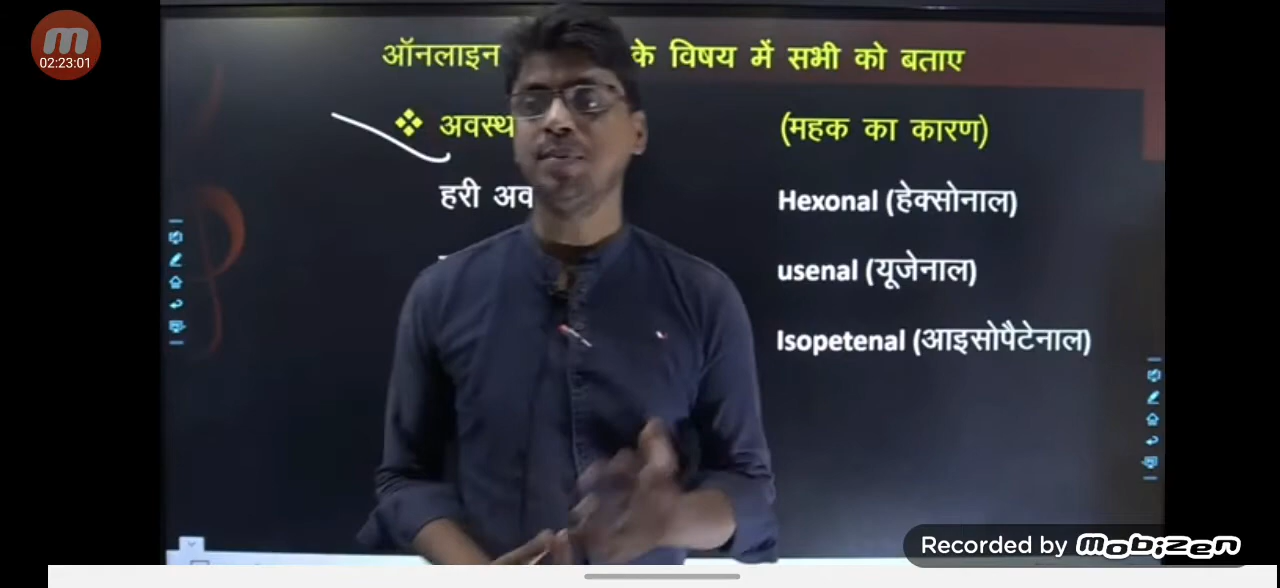 02:23:01
ऑनलाइन के विषय में सभी को बताए
❖ अवस्थ (महक का कारण)
हरी अव Hexonal (हेक्सोनाल)
usenal (यूजेनाल)
Isopetenal (आइसोपैटेनाल)
Recorded by mobizen